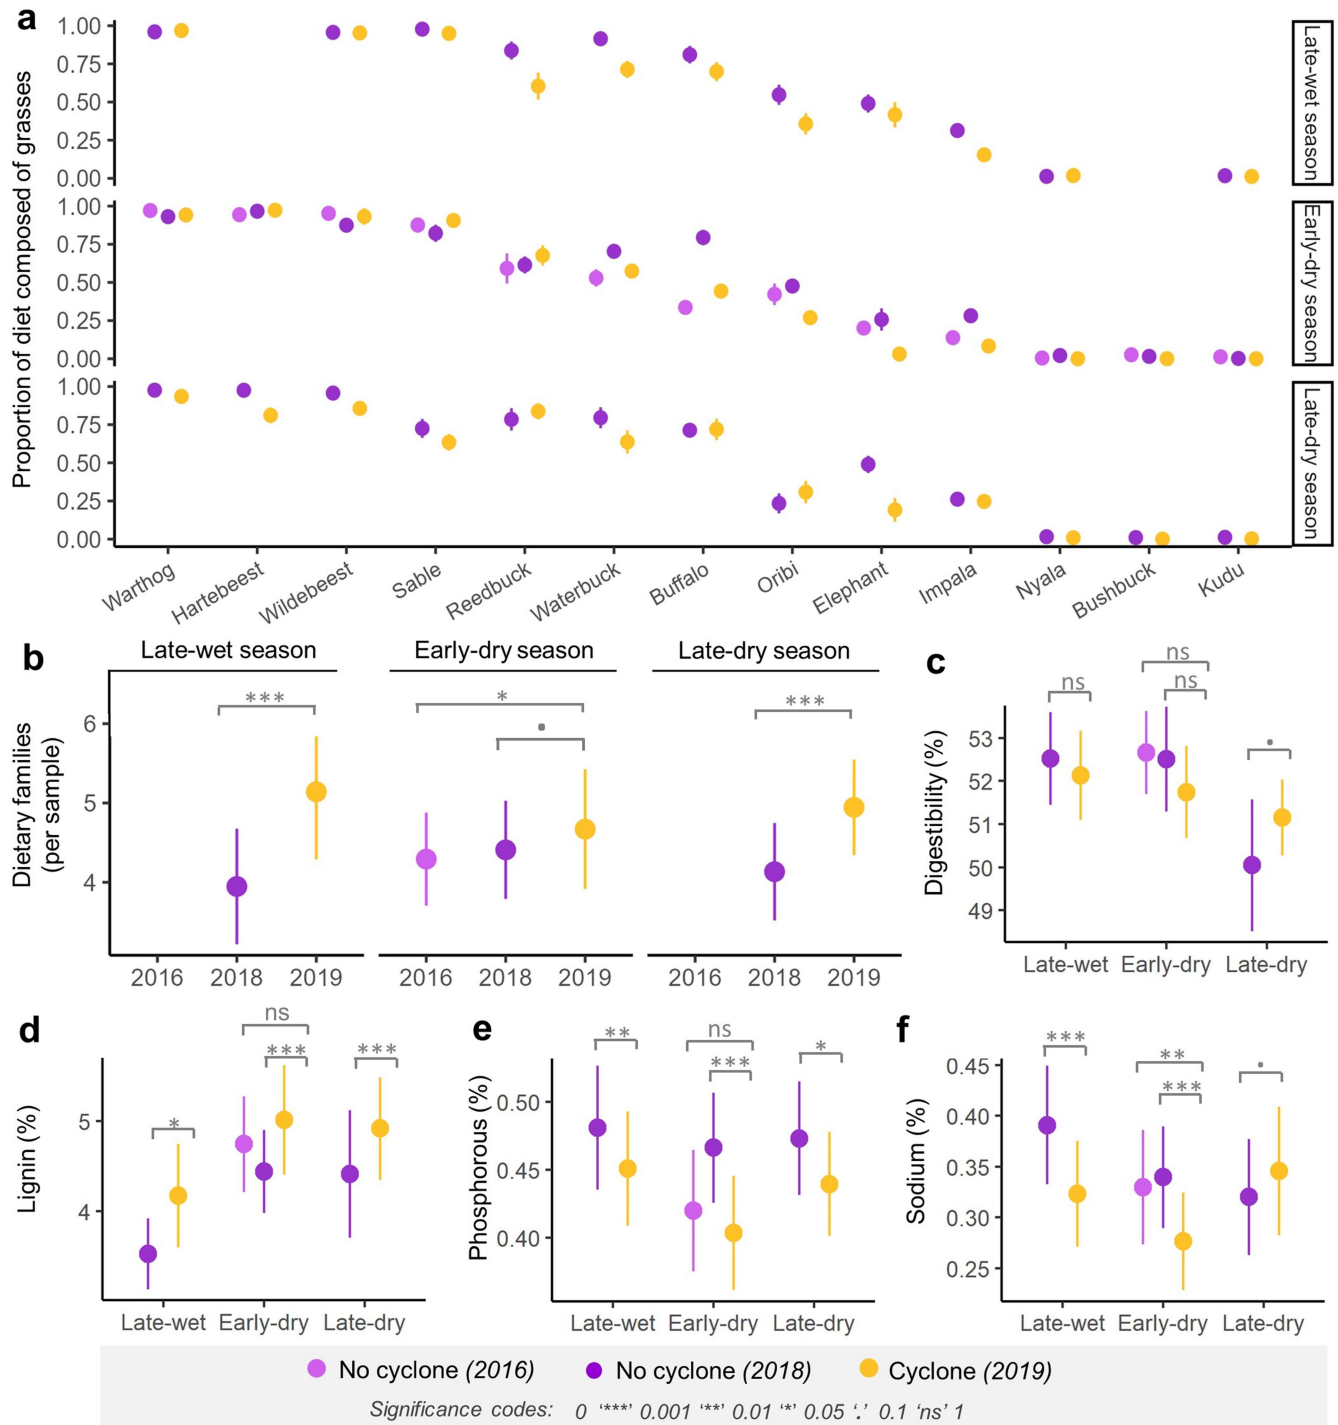 a
Proportion of diet composed of grasses
1.00
0.75
0.50
0.25
0.00
Late-wet season
1.00
0.75
0.50
0.25
0.00
Early-dry season
1.00
0.75
0.50
0.25
0.00
Late-dry season
Warthog
Hartebeest
Wildebeest
Sable
Reedbuck
Waterbuck
Buffalo
Oribi
Elephant
Impala
Nyala
Bushbuck
Kudu
b
Dietary families
(per sample)
Late-wet season
Early-dry season
Late-dry season
***
*
.
***
6
5
4
2016 2018 2019
2016 2018 2019
2016 2018 2019
c
Digestibility (%)
ns
ns
ns
.
53
52
51
50
49
Late-wet Early-dry Late-dry
d
Lignin (%)
ns
***
***
*
5
4
Late-wet Early-dry Late-dry
e
Phosphorous (%)
**
ns
***
*
0.50
0.45
0.40
Late-wet Early-dry Late-dry
f
Sodium (%)
***
**
***
.
0.45
0.40
0.35
0.30
0.25
Late-wet Early-dry Late-dry
No cyclone (2016) No cyclone (2018) Cyclone (2019)
Significance codes: 0 ‘***’ 0.001 ‘**’ 0.01 ‘*’ 0.05 ‘.’ 0.1 ‘ns’ 1